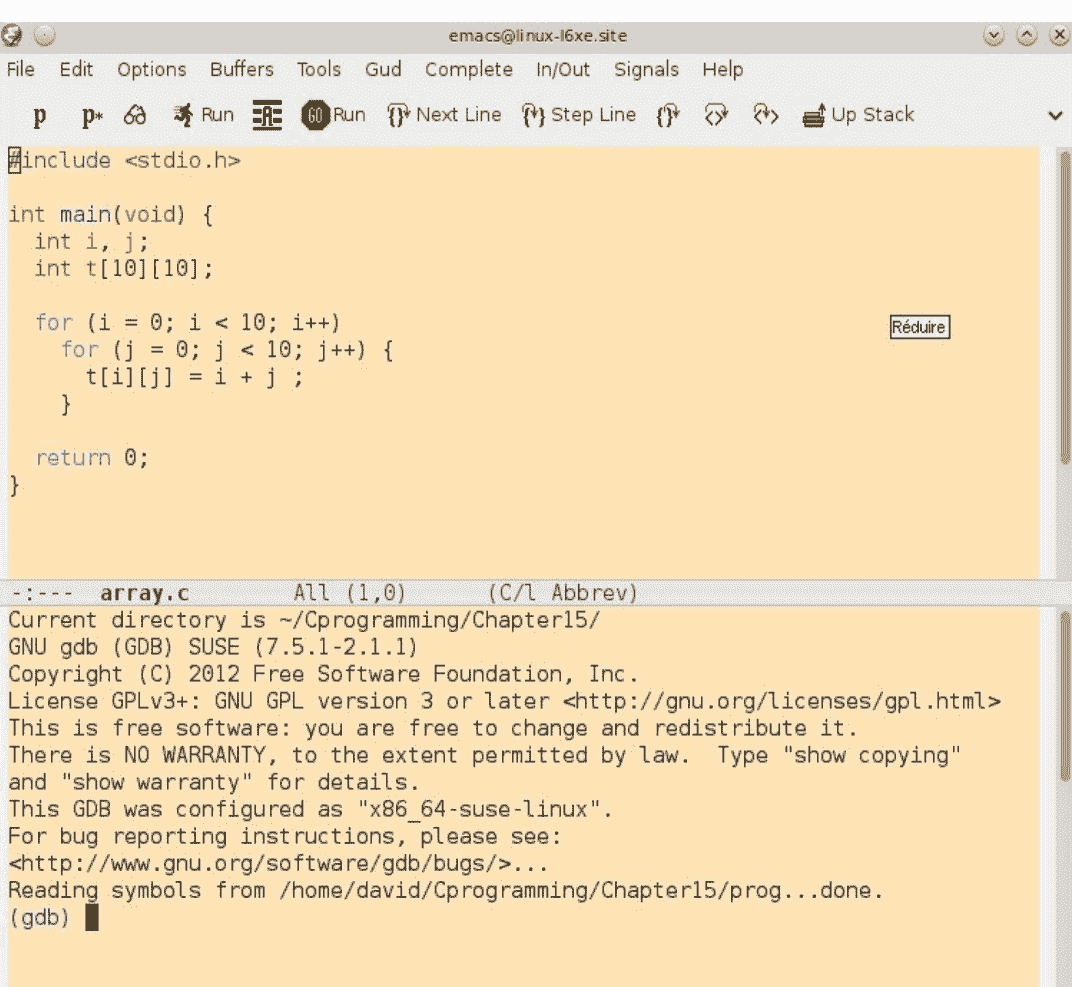 emacs@linux-l6xe.site
File Edit Options Buffers Tools Gud Complete In/Out Signals Help
p p* Run GO Run {} Next Line {} Step Line {} <> <> Up Stack
#include <stdio.h>
int main(void) {
  int i, j;
  int t[10][10];
  for (i = 0; i < 10; i++)
Réduire
    for (j = 0; j < 10; j++) {
      t[i][j] = i + j ;
    }
  return 0;
}
-:--- array.c All (1,0) (C/l Abbrev)
Current directory is ~/Cprogramming/Chapter15/
GNU gdb (GDB) SUSE (7.5.1-2.1.1)
Copyright (C) 2012 Free Software Foundation, Inc.
License GPLv3+: GNU GPL version 3 or later <http://gnu.org/licenses/gpl.html>
This is free software: you are free to change and redistribute it.
There is NO WARRANTY, to the extent permitted by law.  Type "show copying"
and "show warranty" for details.
This GDB was configured as "x86_64-suse-linux".
For bug reporting instructions, please see:
<http://www.gnu.org/software/gdb/bugs/>...
Reading symbols from /home/david/Cprogramming/Chapter15/prog...done.
(gdb)